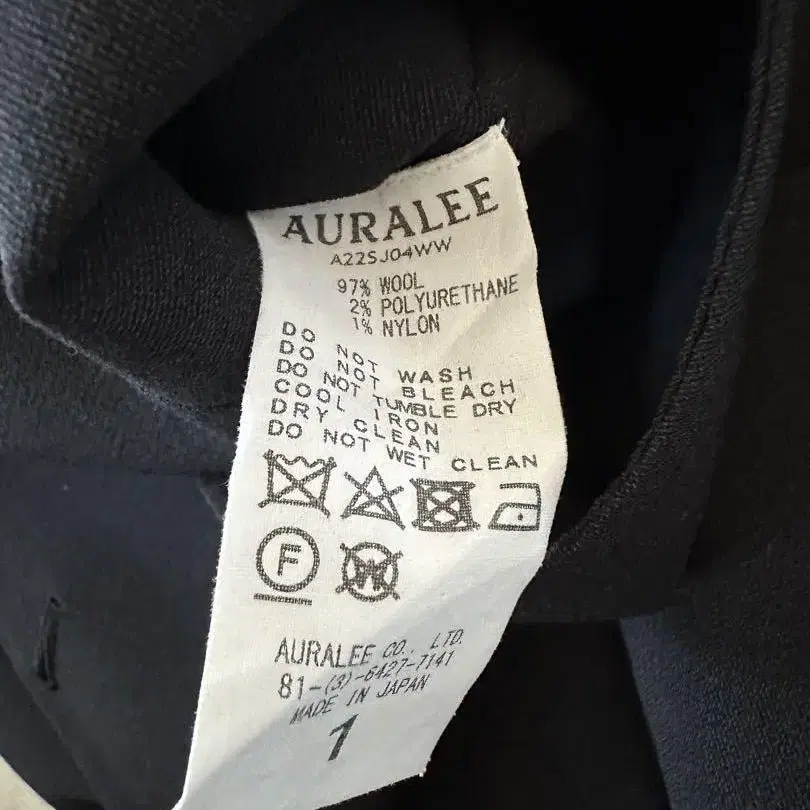 AURALEE
A22SJ04WW
97% WOOL
2% POLYURETHANE
1% NYLON
DO NOT WASH
DO NOT BLEACH
DO NOT TUMBLE DRY
COOL IRON
DRY CLEAN
DO NOT WET CLEAN
F W
AURALEE CO., LTD.
81-(3)-6427-7141
MADE IN JAPAN
1